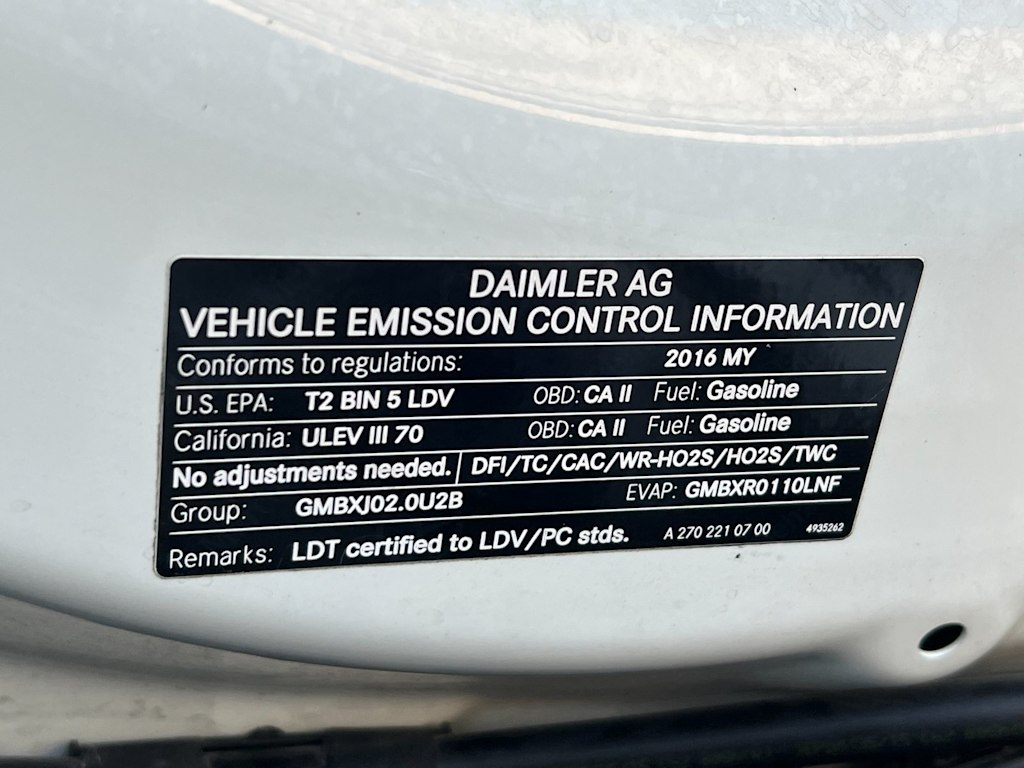 DAIMLER AG
VEHICLE EMISSION CONTROL INFORMATION
Conforms to regulations: 2016 MY
U.S. EPA: T2 BIN 5 LDV OBD: CA II Fuel: Gasoline
California: ULEV III 70 OBD: CA II Fuel: Gasoline
No adjustments needed. DFI/TC/CAC/WR-HO2S/HO2S/TWC
Group: GMBXJ02.0U2B EVAP: GMBXR0110LNF
Remarks: LDT certified to LDV/PC stds. A 270 221 07 00 4935262